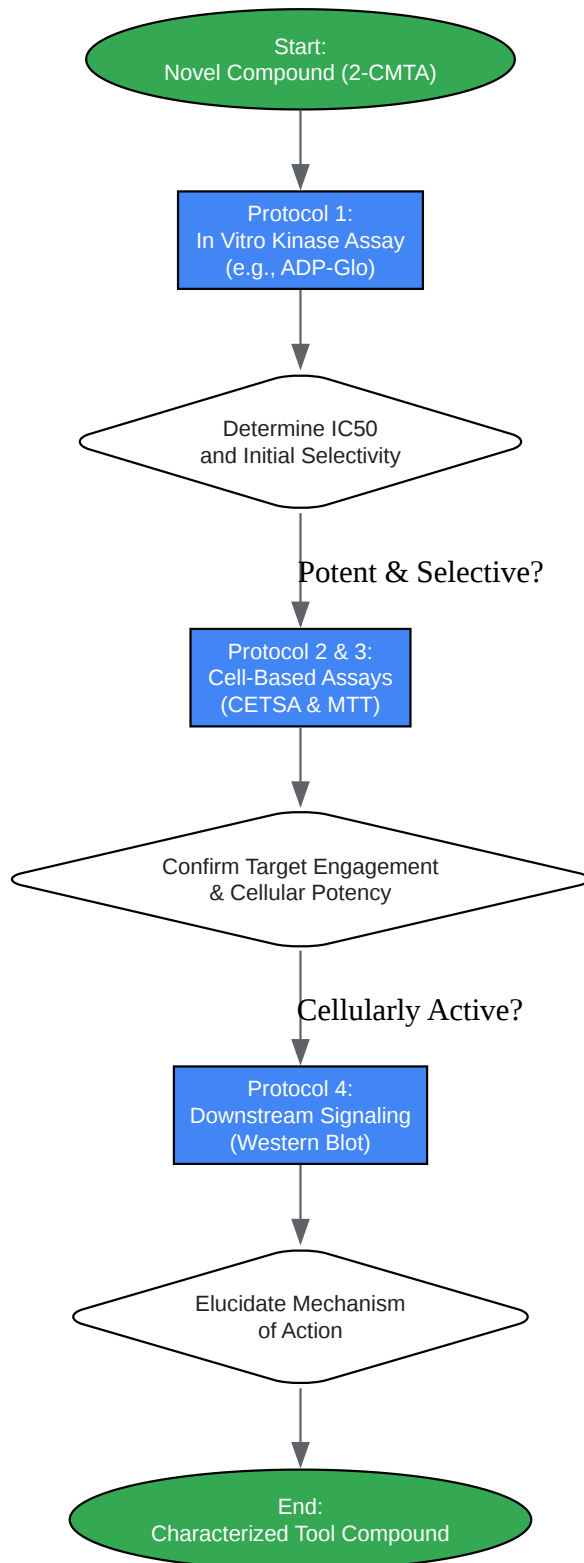 Start:
Novel Compound (2-CMTA)
Protocol 1:
In Vitro Kinase Assay
(e.g., ADP-Glo)
Determine IC50
and Initial Selectivity
Potent & Selective?
Protocol 2 & 3:
Cell-Based Assays
(CETSA & MTT)
Confirm Target Engagement
& Cellular Potency
Cellularly Active?
Protocol 4:
Downstream Signaling
(Western Blot)
Elucidate Mechanism
of Action
End:
Characterized Tool Compound